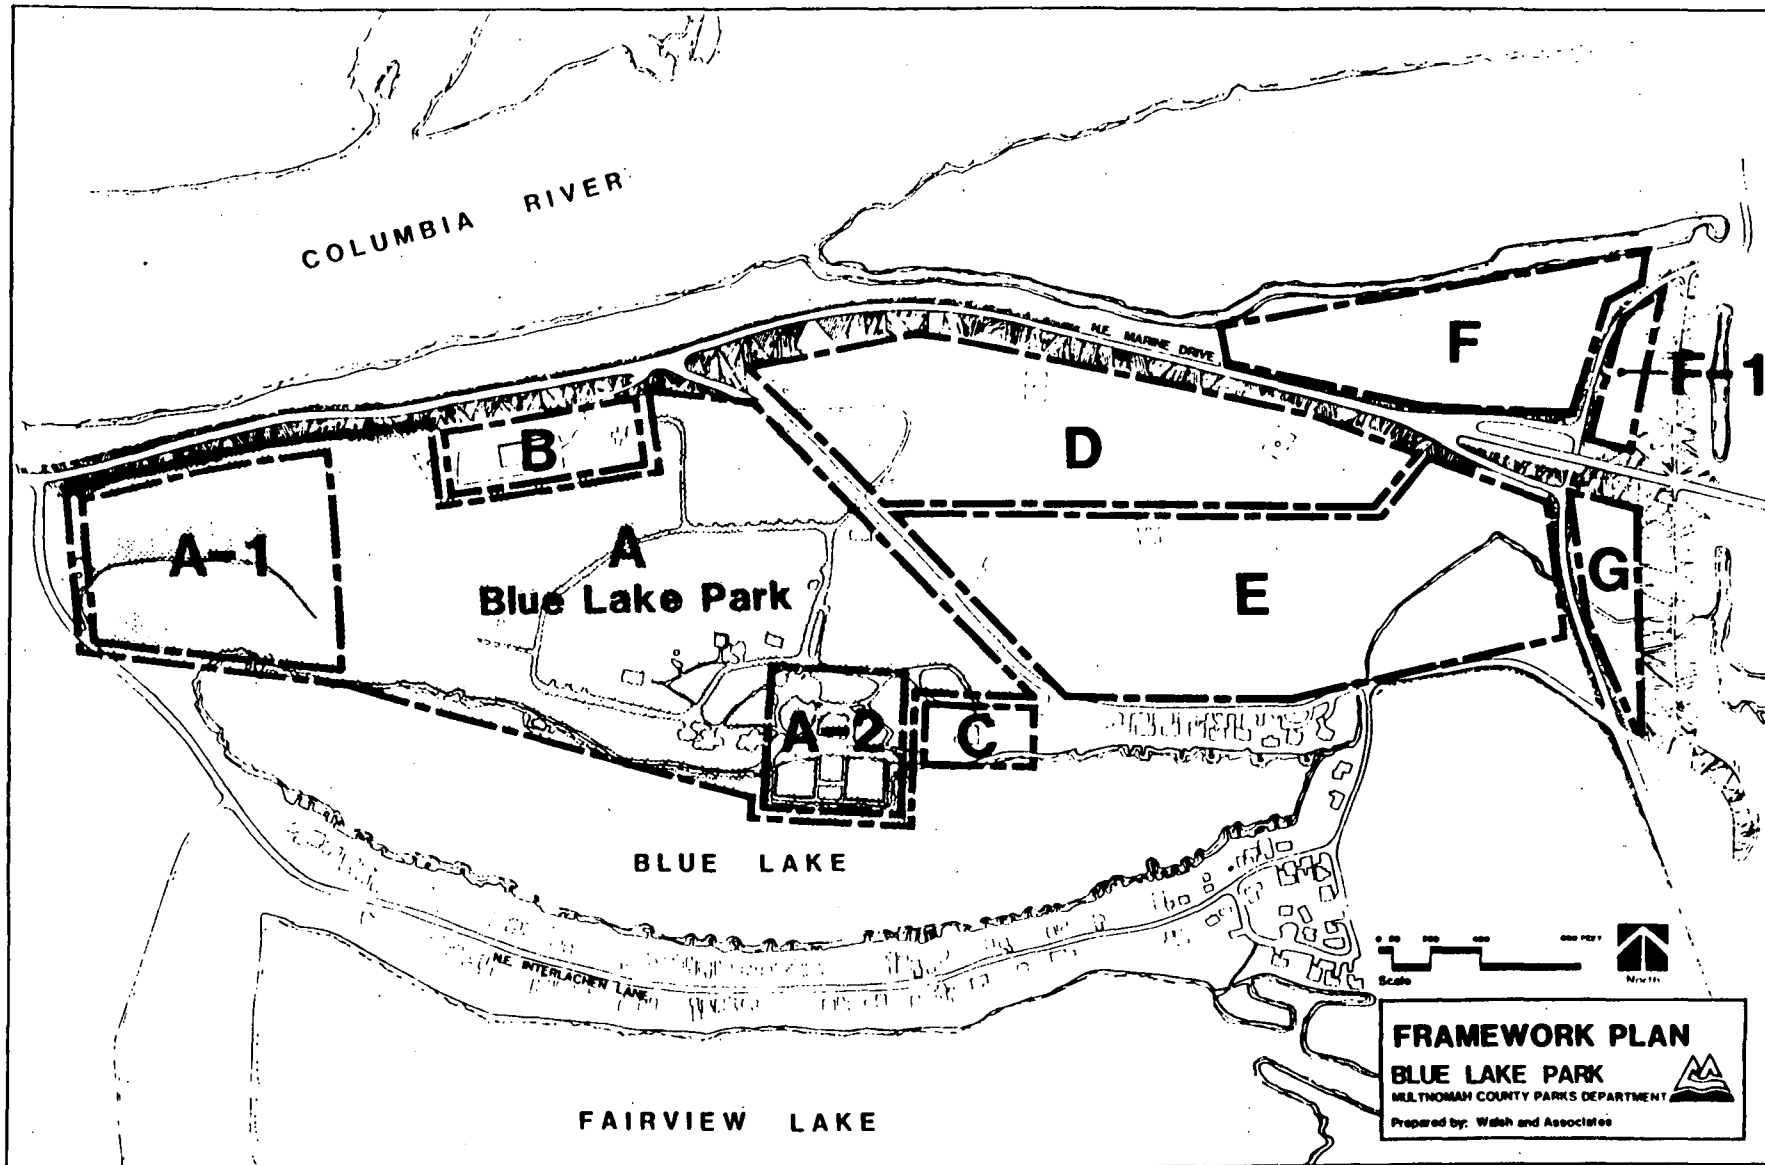 COLUMBIA RIVER
N.E. MARINE DRIVE
F
F-1
B
D
A-1
A
Blue Lake Park
E
G
A-2
C
BLUE LAKE
N.E. INTERLACHEN LANE
FAIRVIEW LAKE
Scale
North
FRAMEWORK PLAN
BLUE LAKE PARK
MULTNOMAH COUNTY PARKS DEPARTMENT
Prepared by: Walsh and Associates